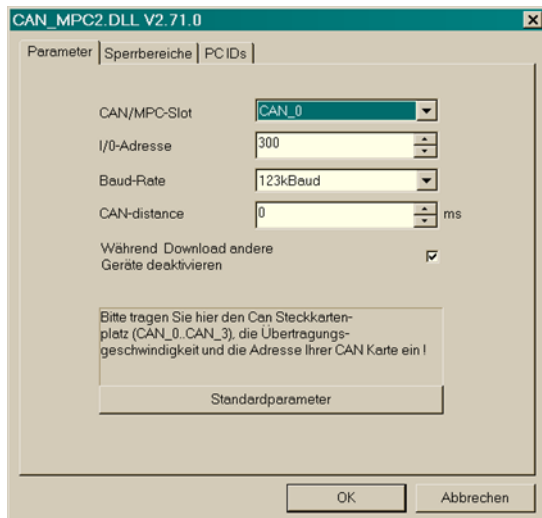 CAN_MPC2.DLL V2.71.0
Parameter Sperrbereiche PC IDs
CAN/MPC-Slot CAN_0
I/0-Adresse 300
Baud-Rate 123kBaud
CAN-distance 0 ms
Während Download andere
Geräte deaktivieren
Bitte tragen Sie hier den Can Steckkarten-
platz (CAN_0..CAN_3), die Übertragungs-
geschwindigkeit und die Adresse Ihrer CAN Karte ein !
Standardparameter
OK Abbrechen